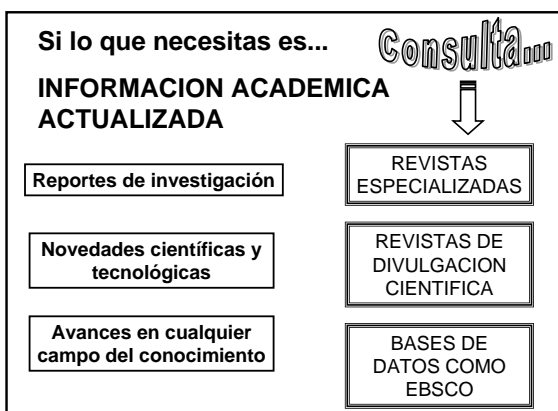 Si lo que necesitas es...
Consulta...
INFORMACION ACADEMICA
ACTUALIZADA
Reportes de investigación
REVISTAS
ESPECIALIZADAS
Novedades científicas y
tecnológicas
REVISTAS DE
DIVULGACION
CIENTIFICA
Avances en cualquier
campo del conocimiento
BASES DE
DATOS COMO
EBSCO